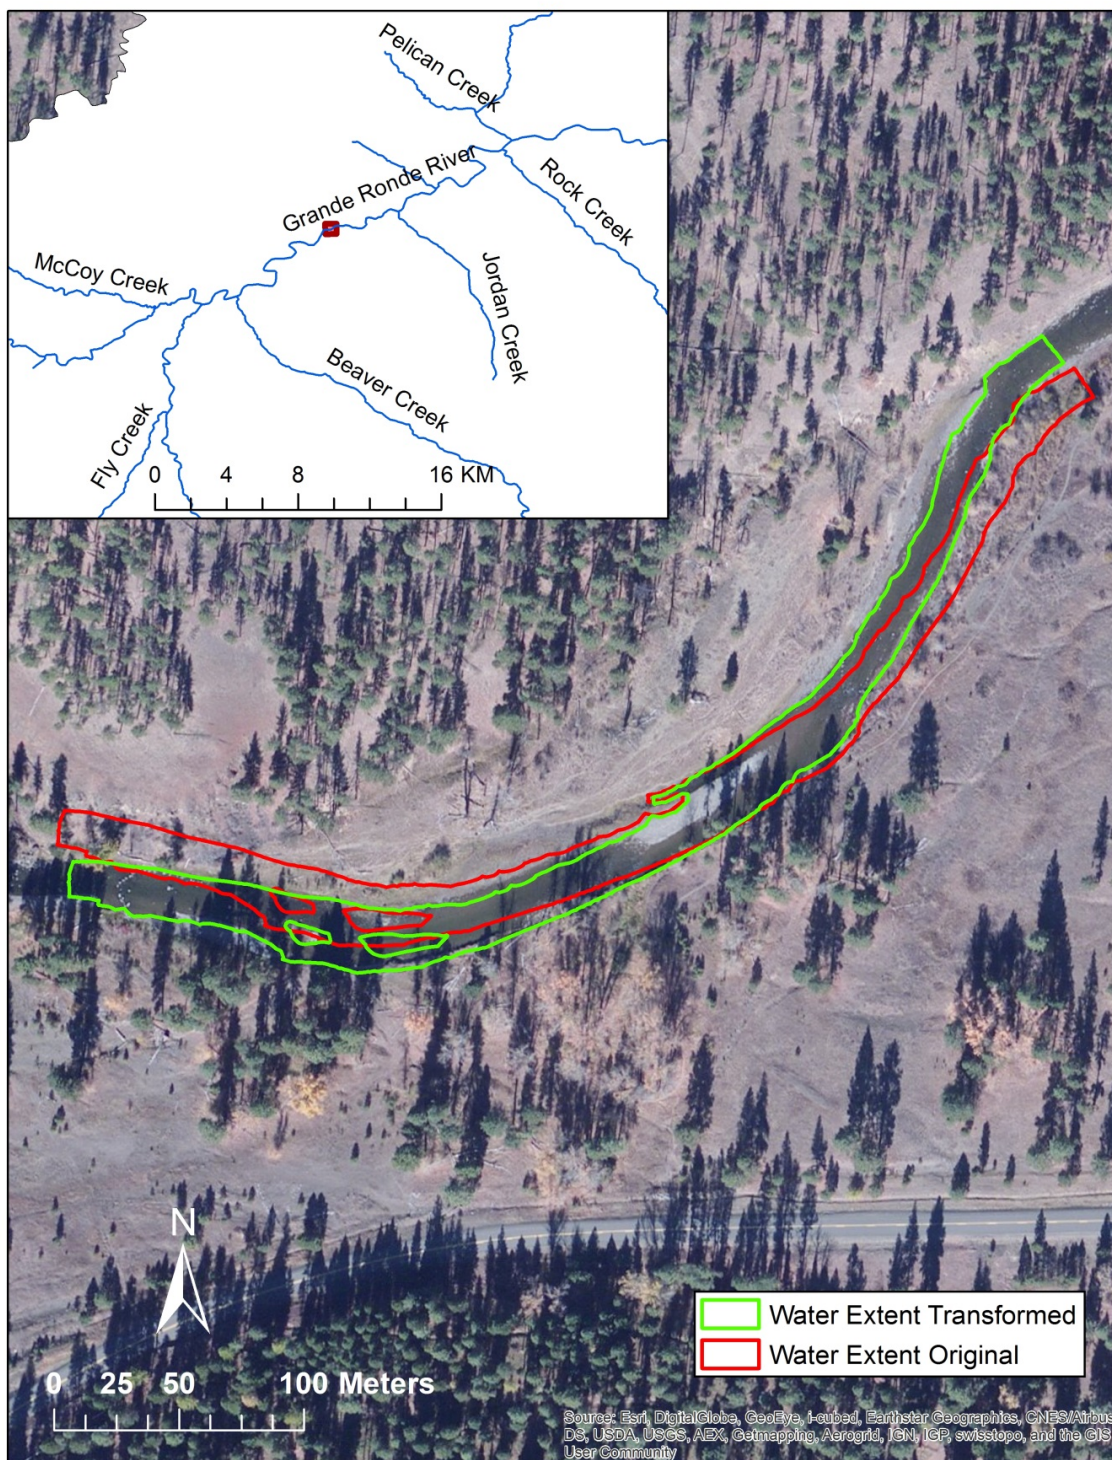 Pelican Creek
Grande Ronde River
Rock Creek
McCoy Creek
Jordan Creek
Beaver Creek
Fly Creek
0 4 8 16 KM
N
0 25 50 100 Meters
Water Extent Transformed
Water Extent Original
Source: Esri, DigitalGlobe, GeoEye, i-cubed, Earthstar Geographics, CNES/Airbus
DS, USDA, USGS, AEX, Getmapping, Aerogrid, IGN, IGP, swisstopo, and the GIS
User Community